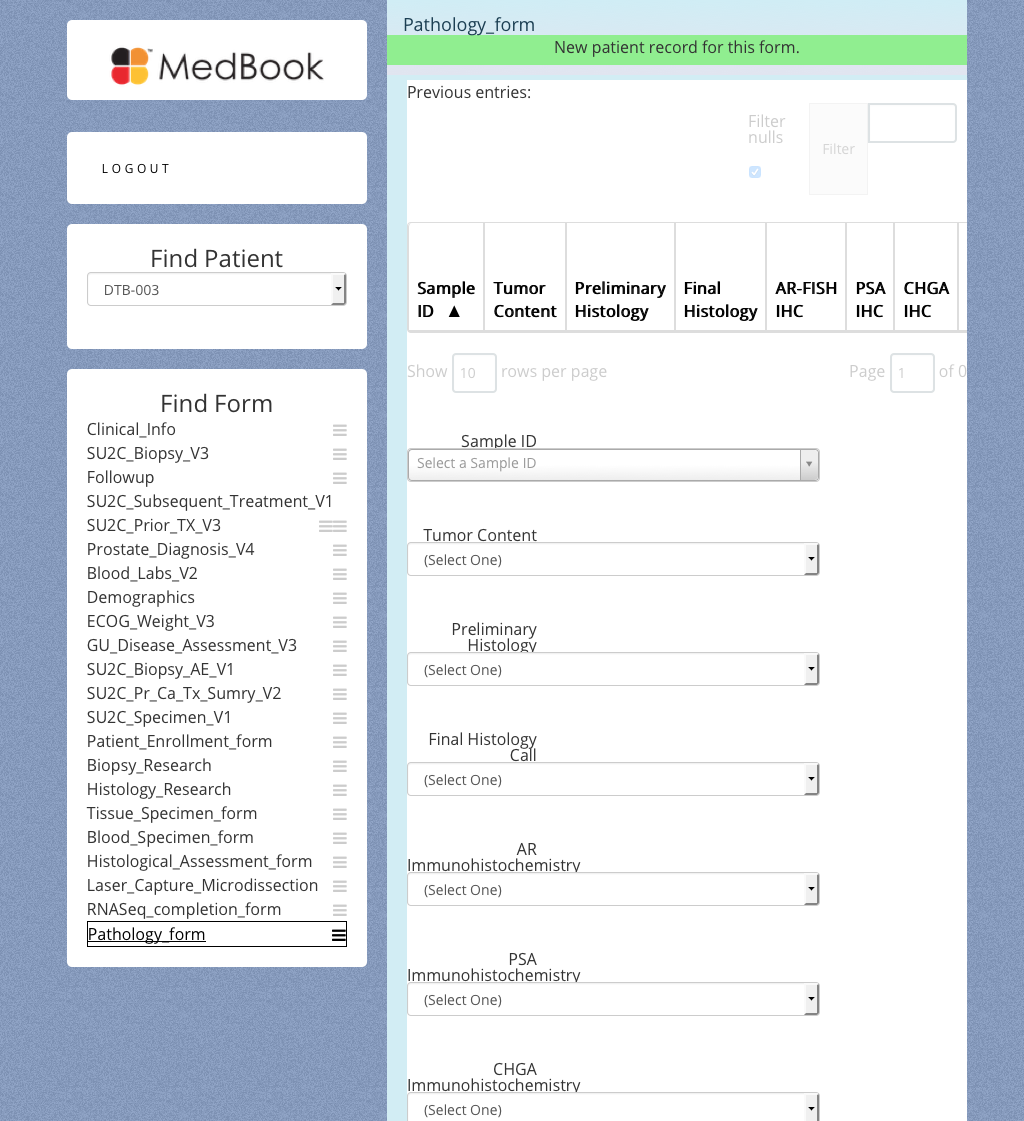 MedBook™
LOGOUT
Find Patient
DTB-003
Find Form
Clinical_Info
SU2C_Biopsy_V3
Followup
SU2C_Subsequent_Treatment_V1
SU2C_Prior_TX_V3
Prostate_Diagnosis_V4
Blood_Labs_V2
Demographics
ECOG_Weight_V3
GU_Disease_Assessment_V3
SU2C_Biopsy_AE_V1
SU2C_Pr_Ca_Tx_Sumry_V2
SU2C_Specimen_V1
Patient_Enrollment_form
Biopsy_Research
Histology_Research
Tissue_Specimen_form
Blood_Specimen_form
Histological_Assessment_form
Laser_Capture_Microdissection
RNASeq_completion_form
Pathology_form
Pathology_form
New patient record for this form.
Previous entries:
Filter
nulls
Filter
Sample Tumor Preliminary Final AR-FISH PSA CHGA
ID ▲ Content Histology Histology IHC IHC IHC
Show 10 rows per page Page 1 of 0
Sample ID
Select a Sample ID
Tumor Content
(Select One)
Preliminary
Histology
(Select One)
Final Histology
Call
(Select One)
AR
Immunohistochemistry
(Select One)
PSA
Immunohistochemistry
(Select One)
CHGA
Immunohistochemistry
(Select One)